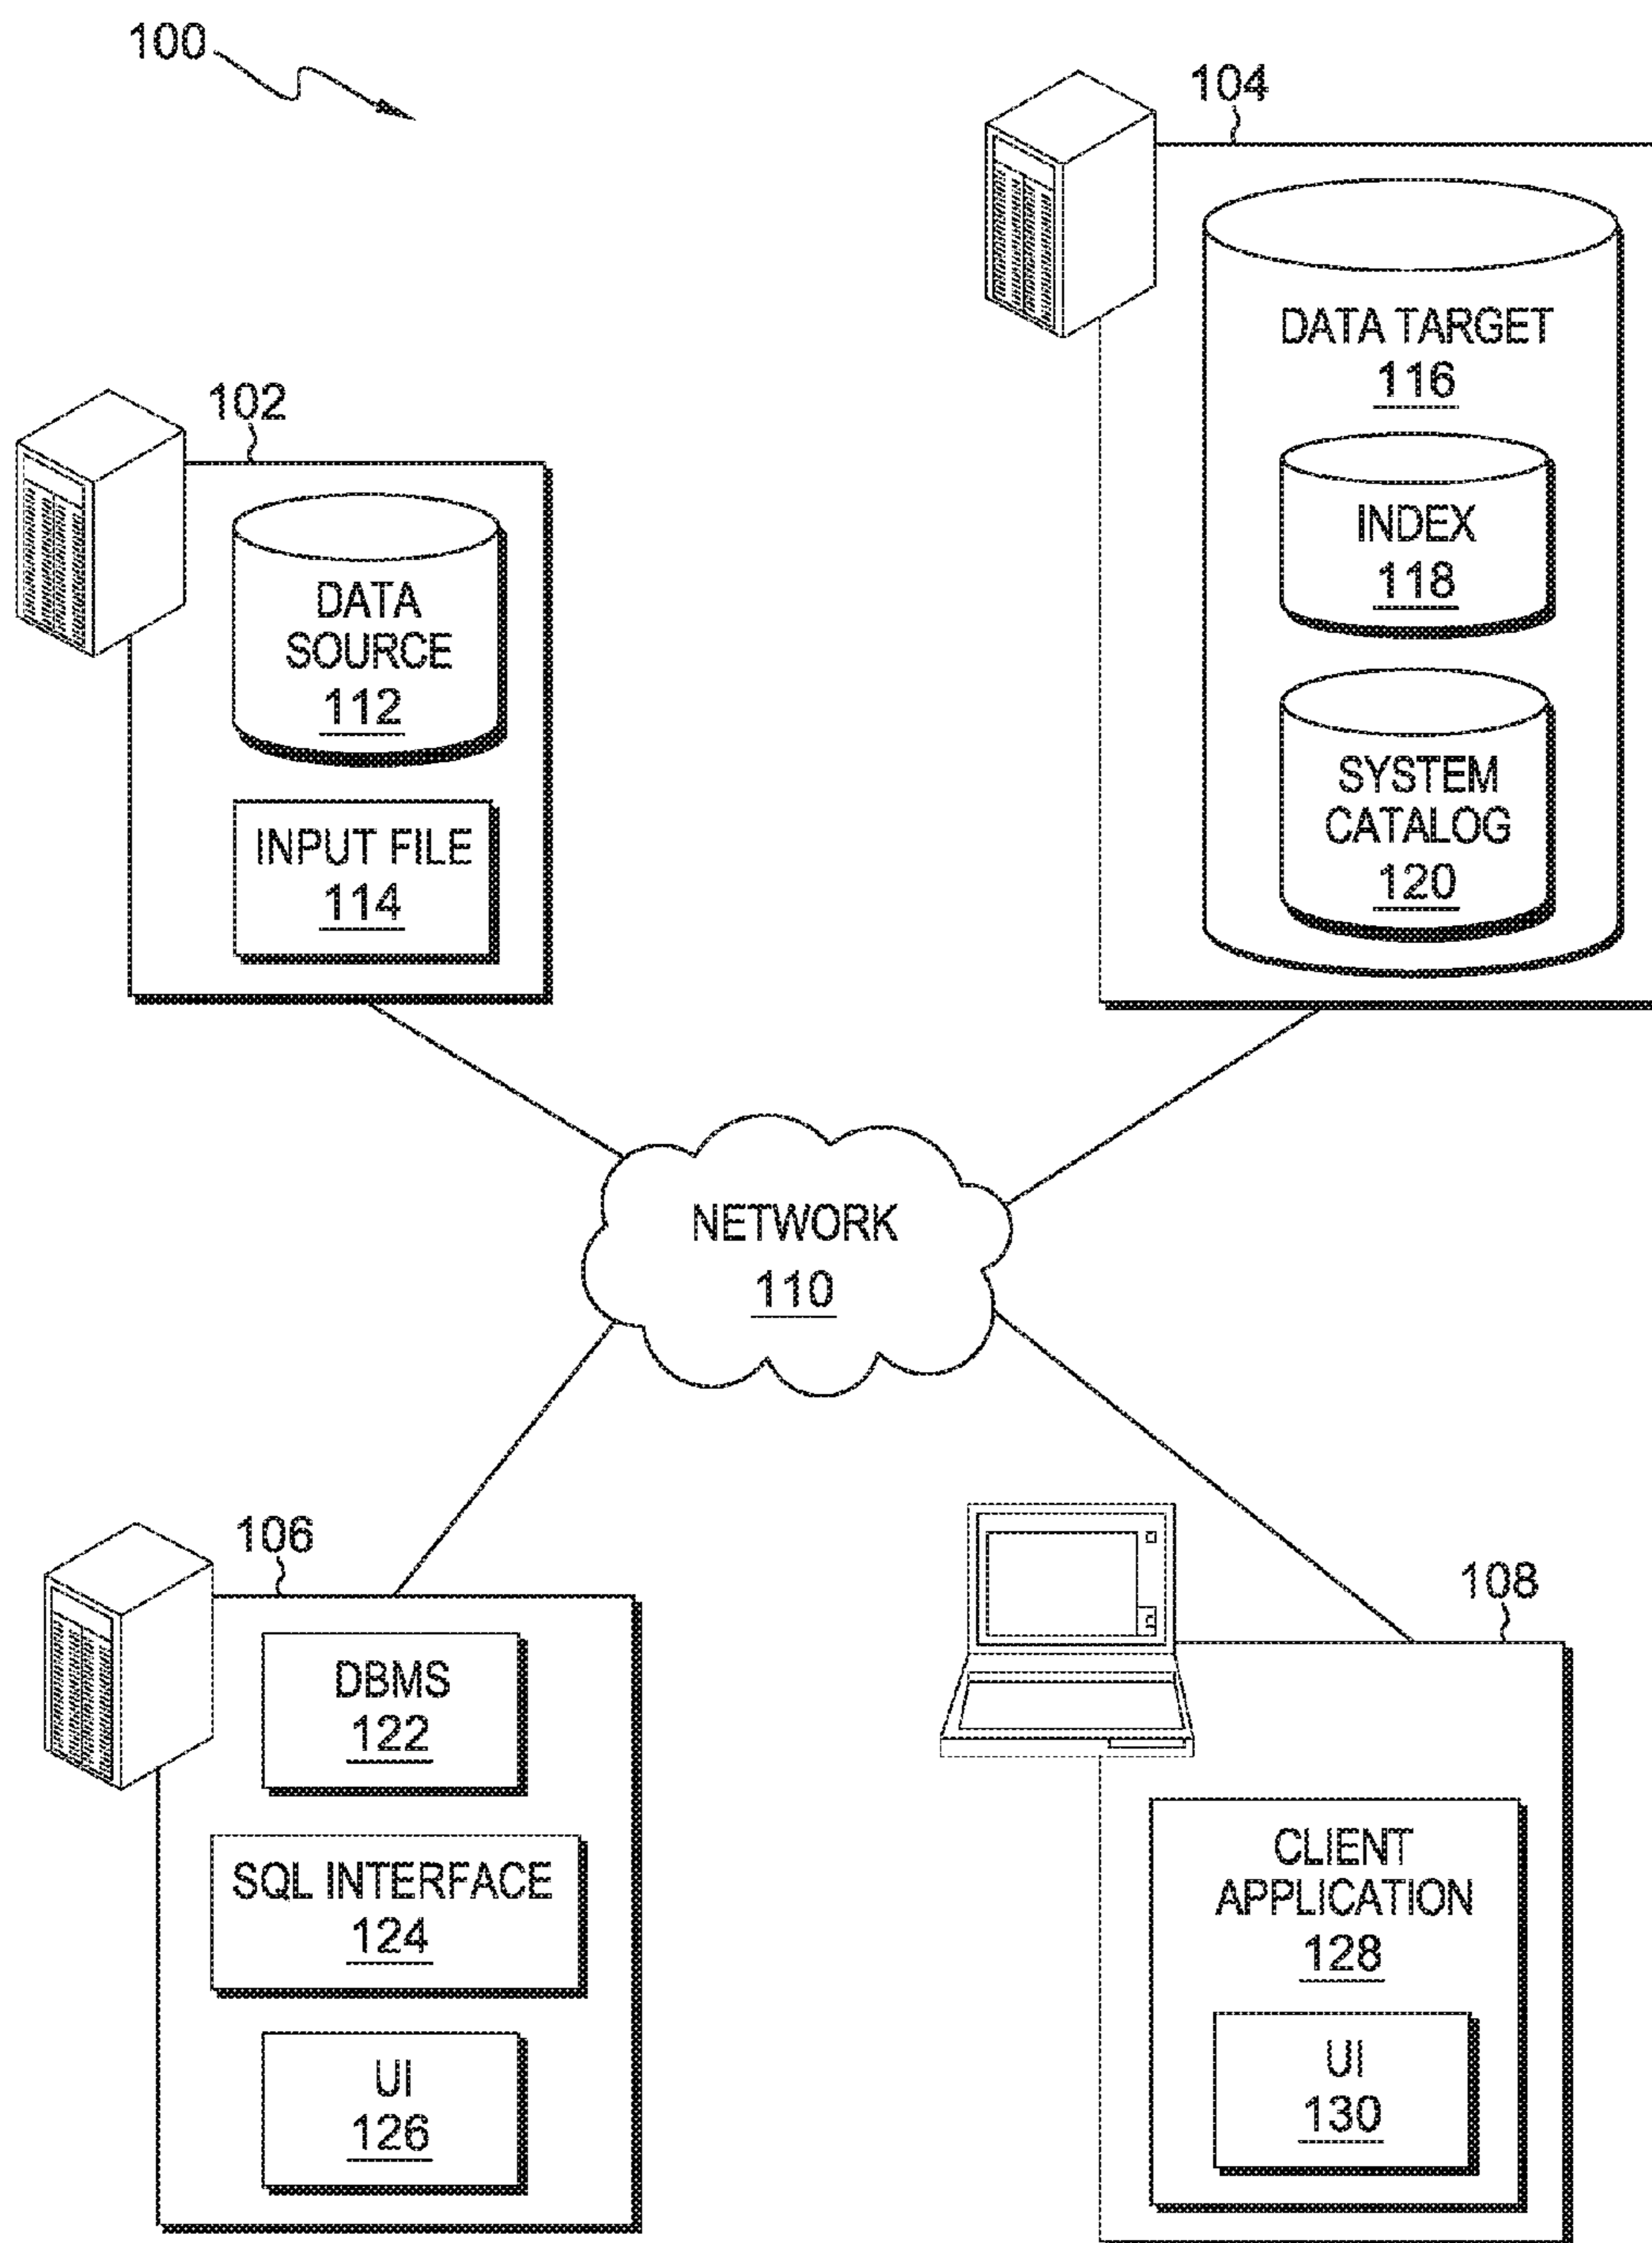 100
104
DATA TARGET
116
INDEX
118
SYSTEM
CATALOG
120
102
DATA
SOURCE
112
INPUT FILE
114
NETWORK
110
106
DBMS
122
SQL INTERFACE
124
UI
126
108
CLIENT
APPLICATION
128
UI
130